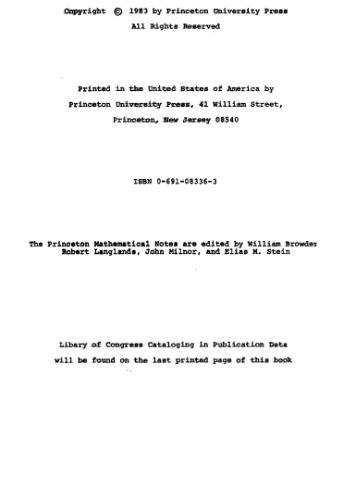 Copyright © 1983 by Princeton University Press
All Rights Reserved
Printed in the United States of America by
Princeton University Press, 41 William Street,
Princeton, New Jersey 08540
ISBN 0-691-08336-3
The Princeton Mathematical Notes are edited by William Browder
Robert Langlands, John Milnor, and Elias M. Stein
Libary of Congress Cataloging in Publication Data
will be found on the last printed page of this book